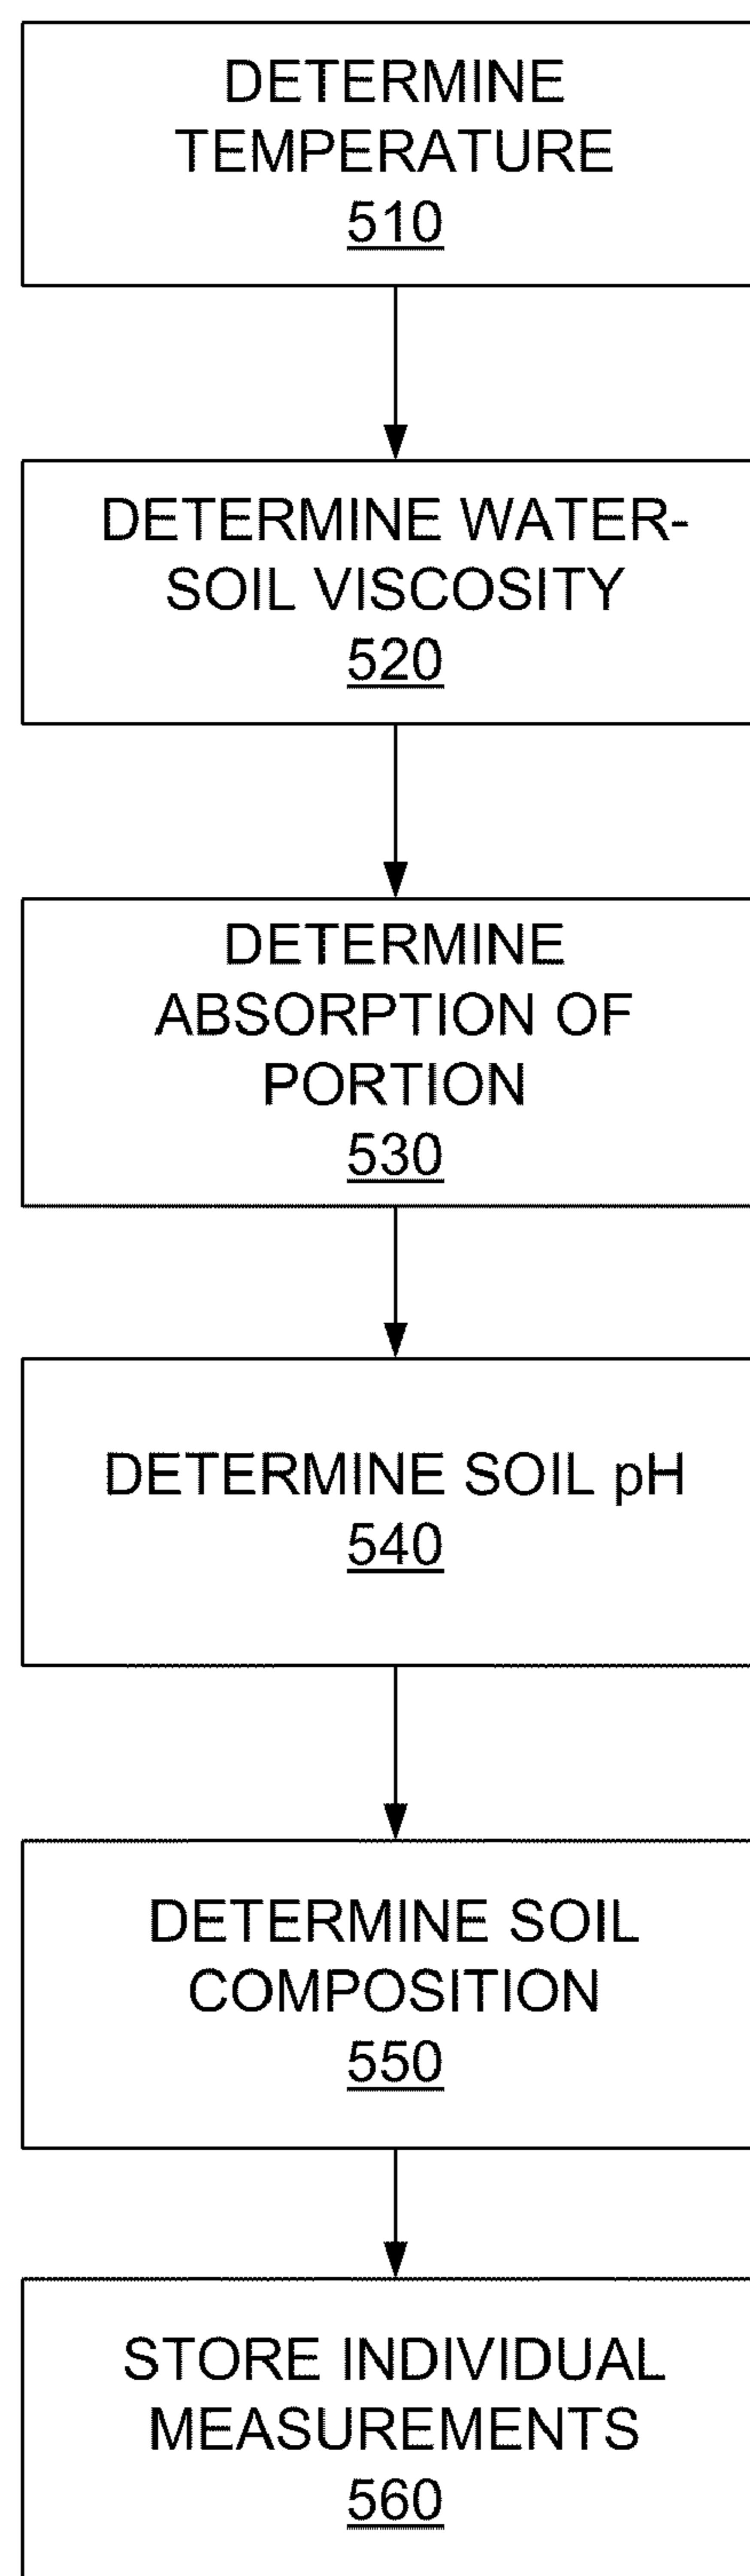 DETERMINE
TEMPERATURE
510
DETERMINE WATER-
SOIL VISCOSITY
520
DETERMINE
ABSORPTION OF
PORTION
530
DETERMINE SOIL pH
540
DETERMINE SOIL
COMPOSITION
550
STORE INDIVIDUAL
MEASUREMENTS
560